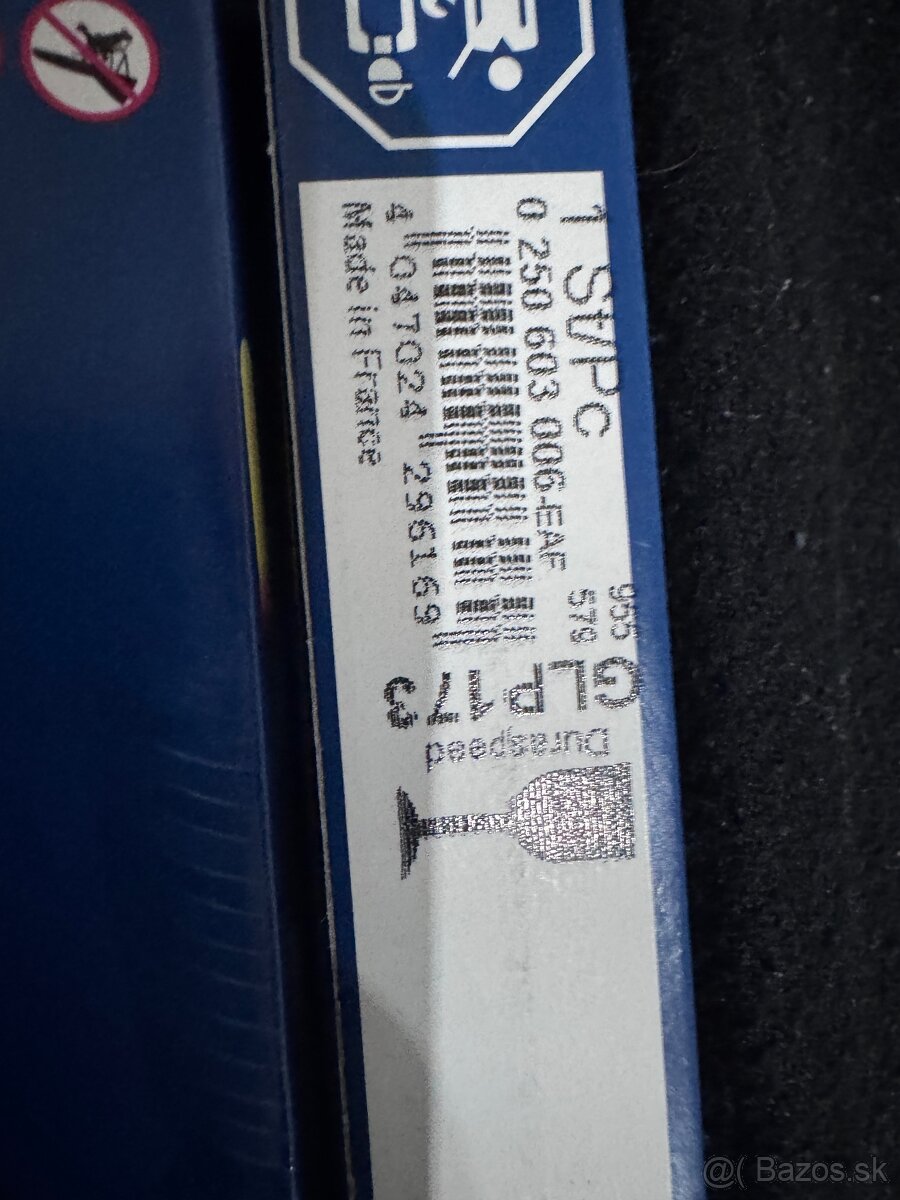 1 St/Pc
0 250 603 006-EAF
4 047024 296169
Made in France
955
579
GLP173
Duraspeed
@( Bazos.sk